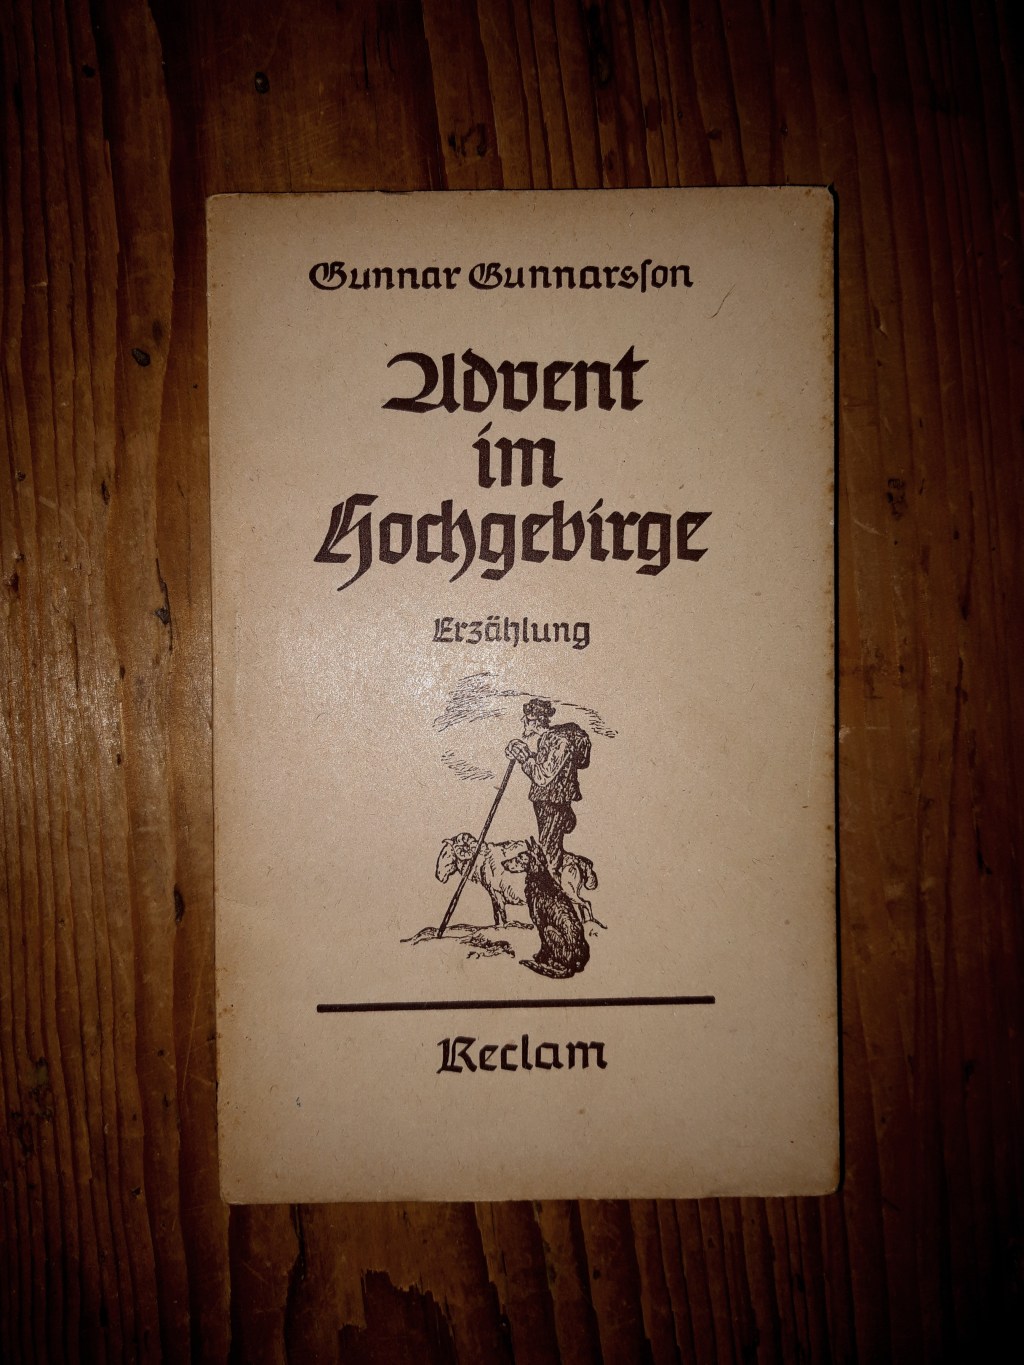 Gunnar Gunnarsſon
Advent
im
Hochgebirge
Erzählung
Reclam